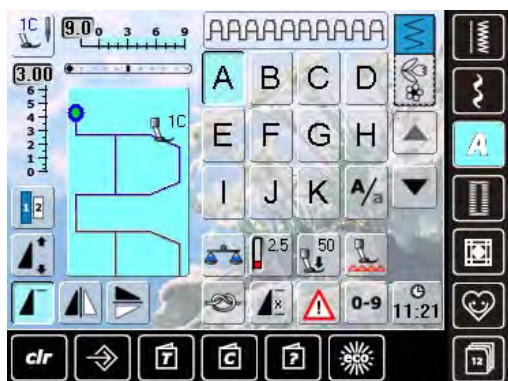 1C
9.0 0 3 6 9
AAAAAAAAA
3.00
6
5
4
3
2
1
0
A B C D
1C
E F G H
A
I J K A/a
1 2
2.5 50
x 0-9 11:21
clr T C ? eco 12